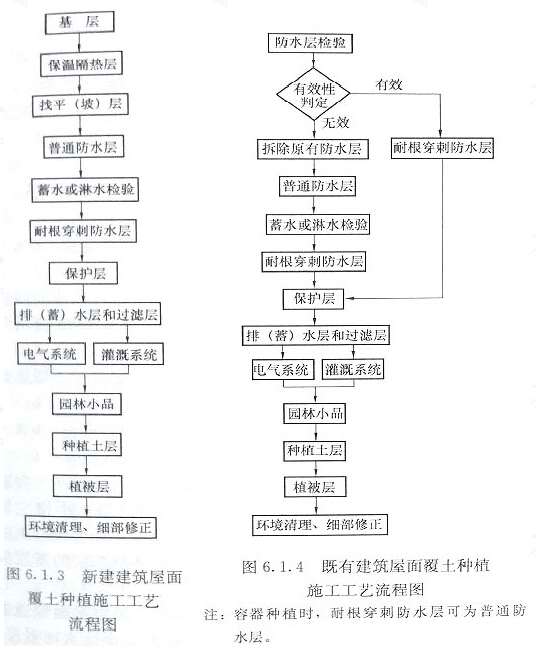 基 层
保温隔热层
找平（坡）层
普通防水层
蓄水或淋水检验
耐根穿刺防水层
保护层
排（蓄）水层和过滤层
电气系统
灌溉系统
园林小品
种植土层
植被层
环境清理、细部修正
图 6.1.3 新建建筑屋面
覆土种植施工工艺
流程图
防水层检验
有效性
判定
有效
无效
拆除原有防水层
耐根穿刺防水层
普通防水层
蓄水或淋水检验
耐根穿刺防水层
保护层
排（蓄）水层和过滤层
电气系统
灌溉系统
园林小品
种植土层
植被层
环境清理、细部修正
图 6.1.4 既有建筑屋面覆土种植
施工工艺流程图
注：容器种植时，耐根穿刺防水层可为普通防
水层。